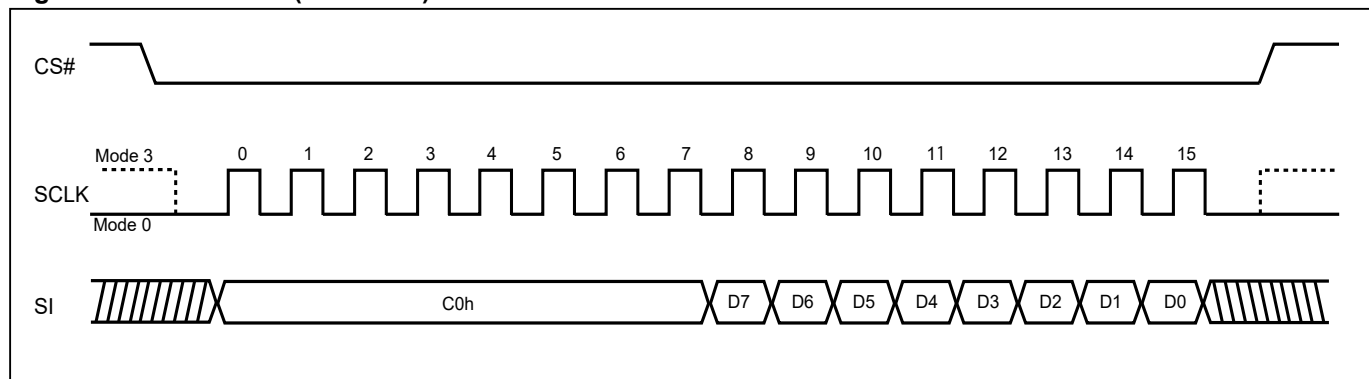 CS#
Mode 3 0 1 2 3 4 5 6 7 8 9 10 11 12 13 14 15
SCLK
Mode 0
SI C0h D7 D6 D5 D4 D3 D2 D1 D0